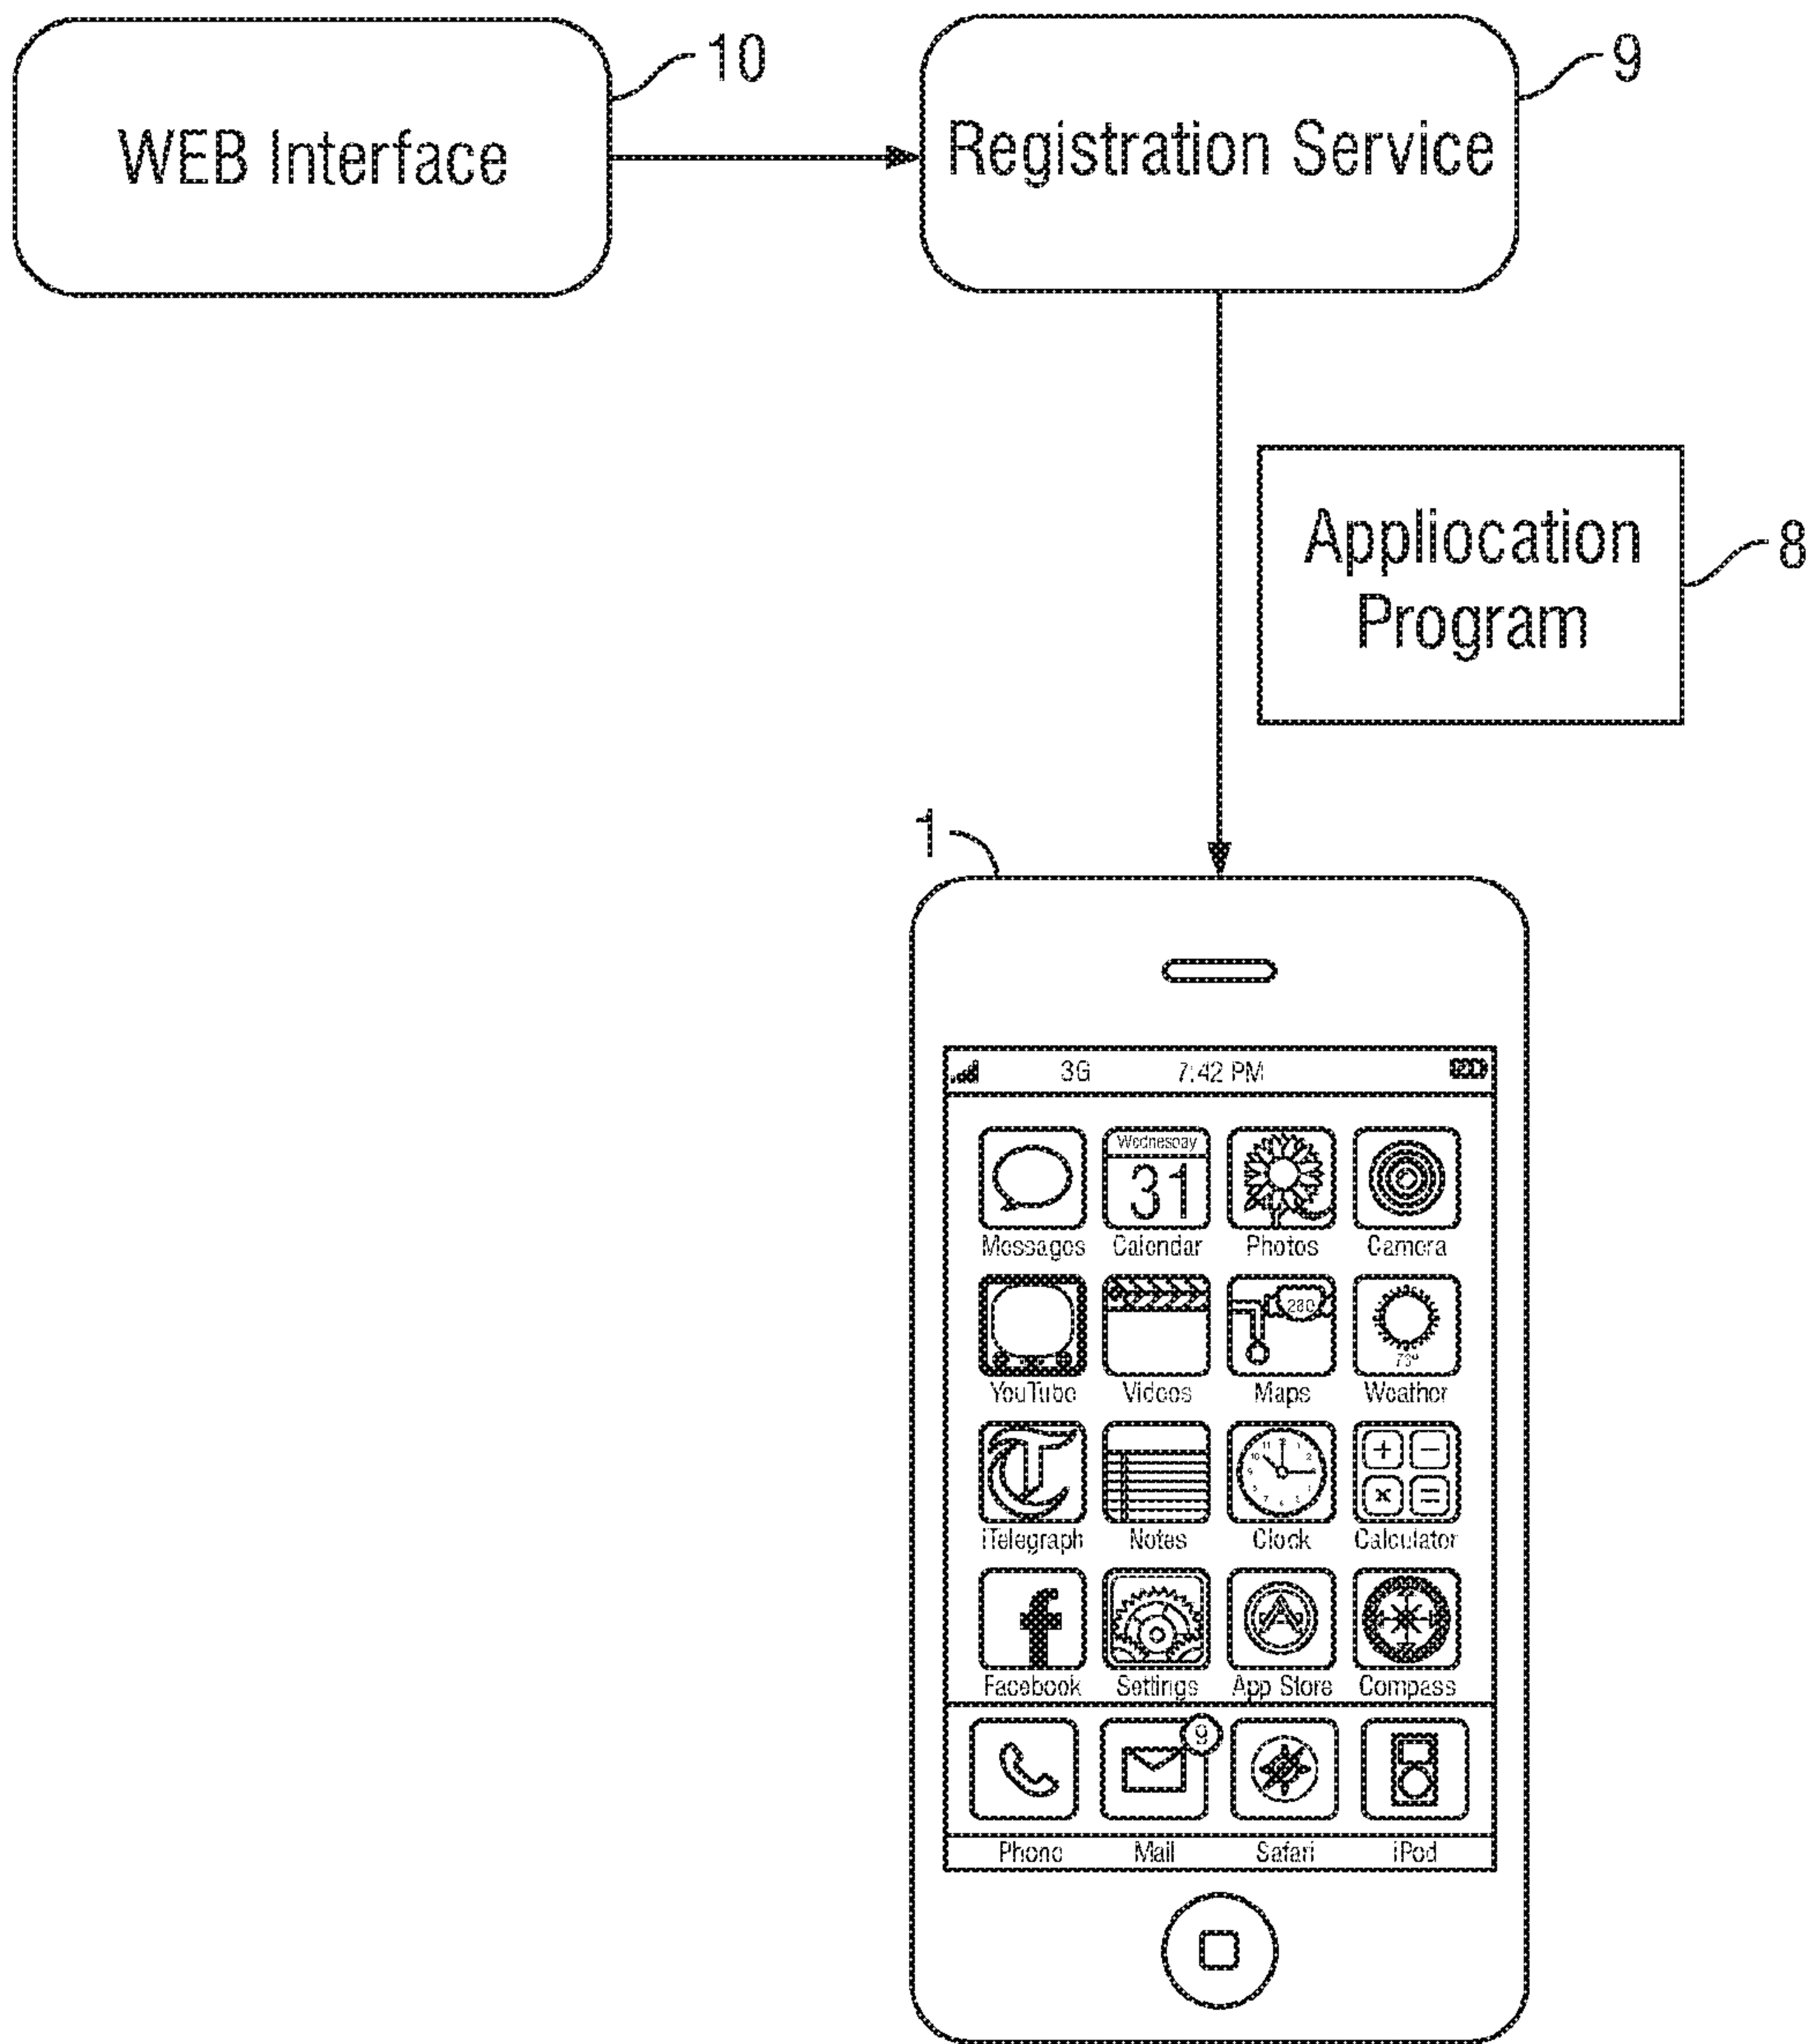 WEB Interface
10
Registration Service
9
Appliocation
Program
8
1
3G 7:42 PM
Wednesday
31
Messages Calendar Photos Camera
280
73°
YouTube Videos Maps Weather
iTelegraph Notes Clock Calculator
Facebook Settings App Store Compass
9
Phone Mail Safari iPod